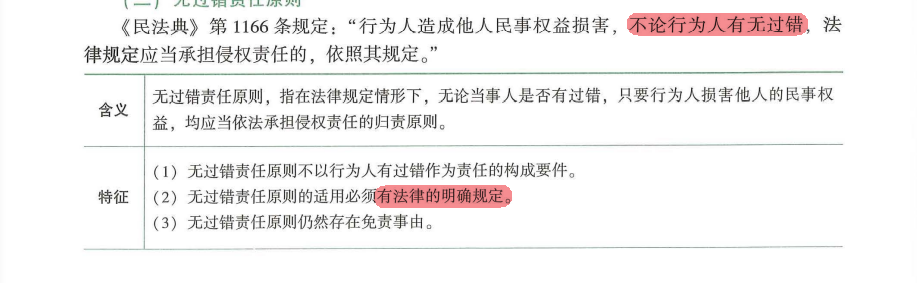 （二）无过错责任原则
《民法典》第 1166 条规定：“行为人造成他人民事权益损害，不论行为人有无过错，法
律规定应当承担侵权责任的，依照其规定。”
含义
无过错责任原则，指在法律规定情形下，无论当事人是否有过错，只要行为人损害他人的民事权
益，均应当依法承担侵权责任的归责原则。
特征
（1）无过错责任原则不以行为人有过错作为责任的构成要件。
（2）无过错责任原则的适用必须有法律的明确规定。
（3）无过错责任原则仍然存在免责事由。